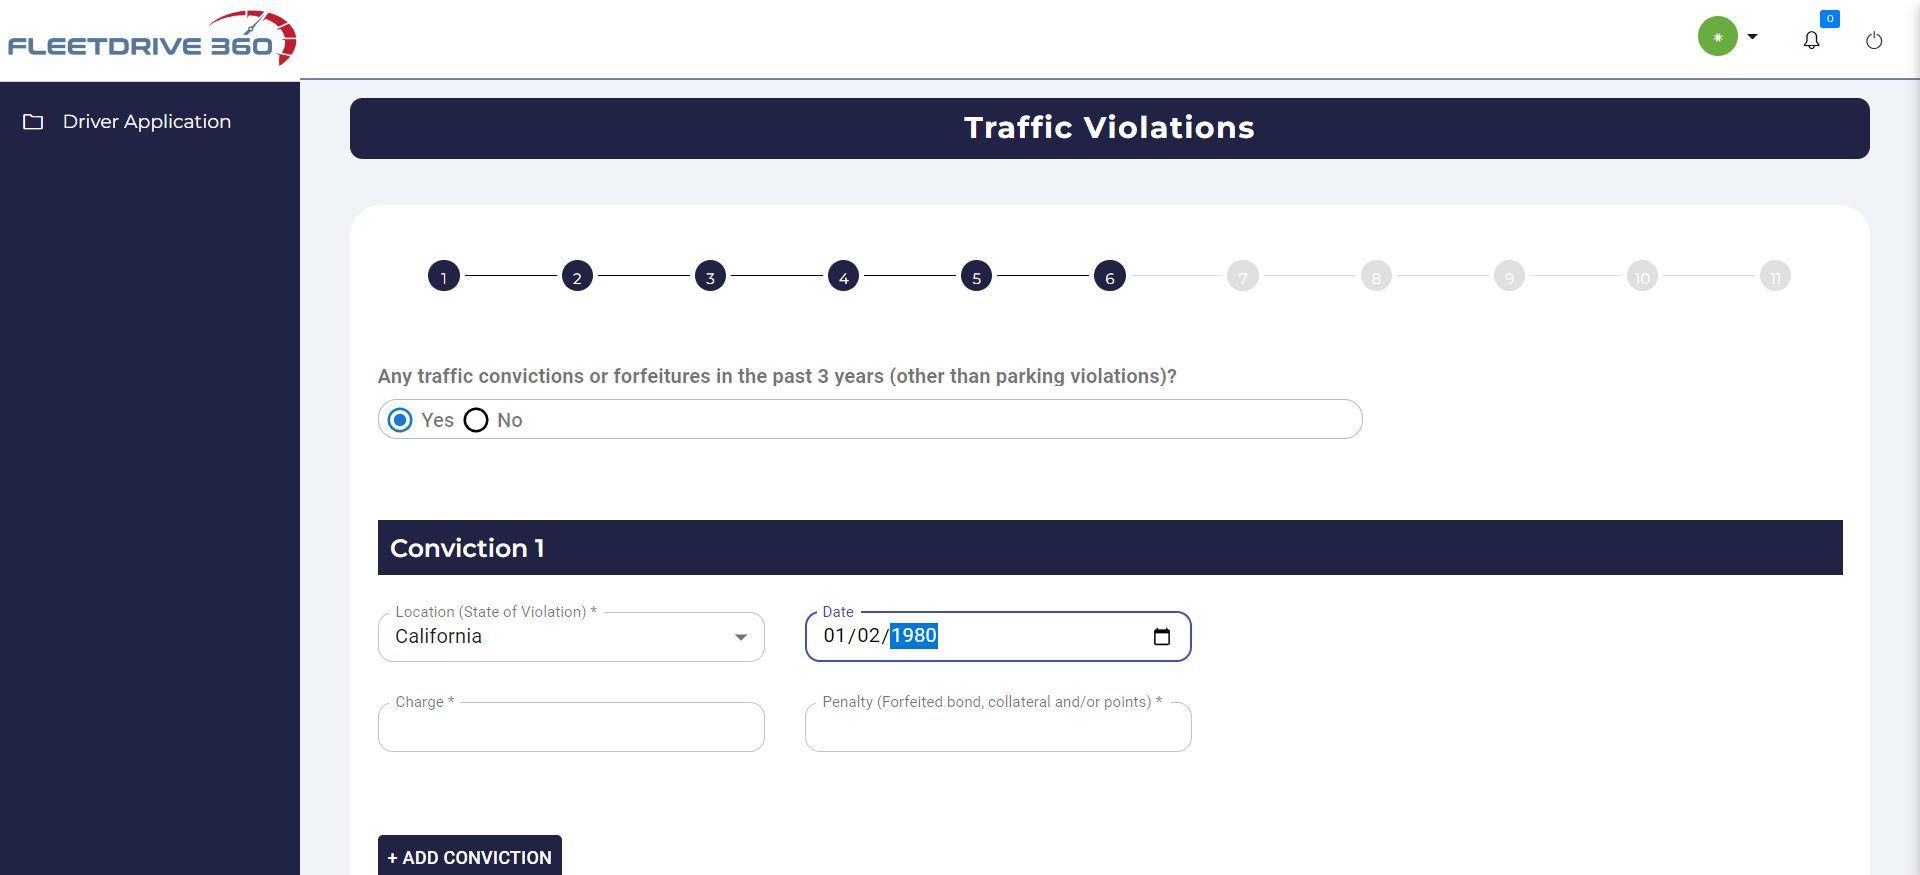 FLEETDRIVE 360
0
Driver Application
Traffic Violations
1 2 3 4 5 6 7 8 9 10 11
Any traffic convictions or forfeitures in the past 3 years (other than parking violations)?
Yes No
Conviction 1
Location (State of Violation) * Date
California 01/02/1980
Charge * Penalty (Forfeited bond, collateral and/or points) *
+ ADD CONVICTION